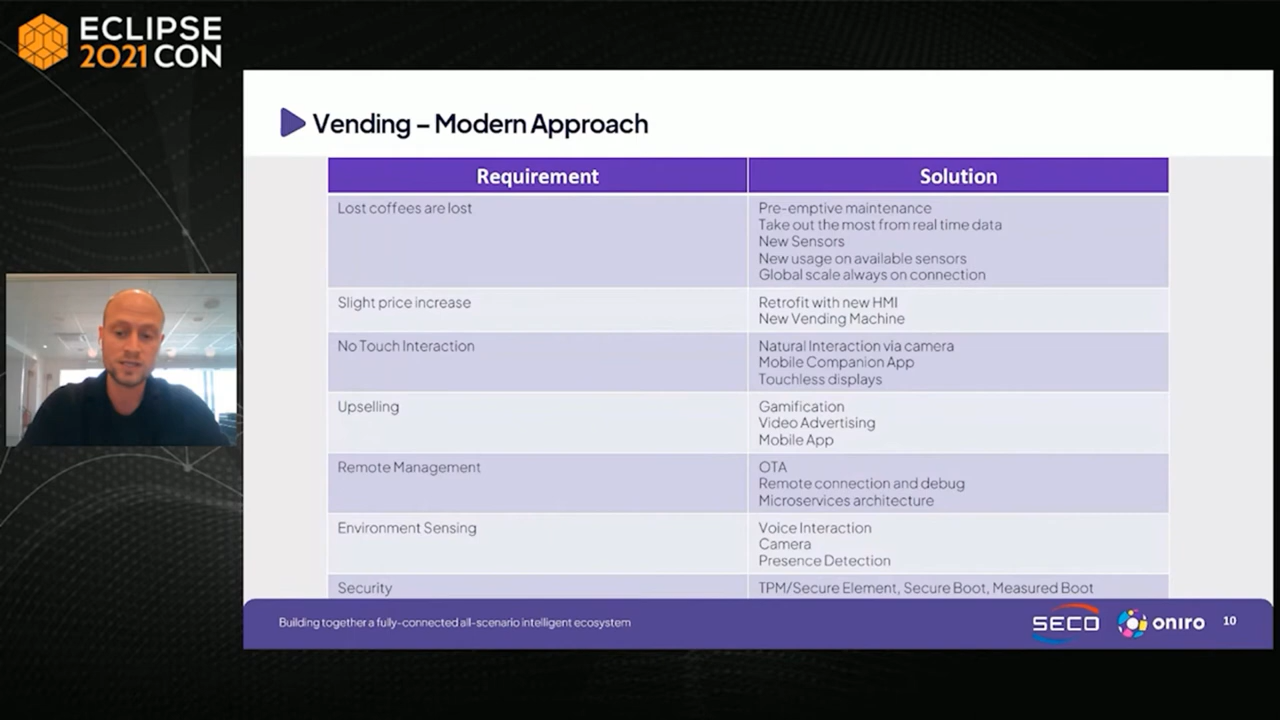 ECLIPSE
2021 CON
Vending – Modern Approach
Requirement
Solution
Lost coffees are lost
Pre-emptive maintenance
Take out the most from real time data
New Sensors
New usage on available sensors
Global scale always on connection
Slight price increase
Retrofit with new HMI
New Vending Machine
No Touch Interaction
Natural Interaction via camera
Mobile Companion App
Touchless displays
Upselling
Gamification
Video Advertising
Mobile App
Remote Management
OTA
Remote connection and debug
Microservices architecture
Environment Sensing
Voice Interaction
Camera
Presence Detection
Security
TPM/Secure Element, Secure Boot, Measured Boot
Building together a fully-connected all-scenario intelligent ecosystem
SECO
oniro
10